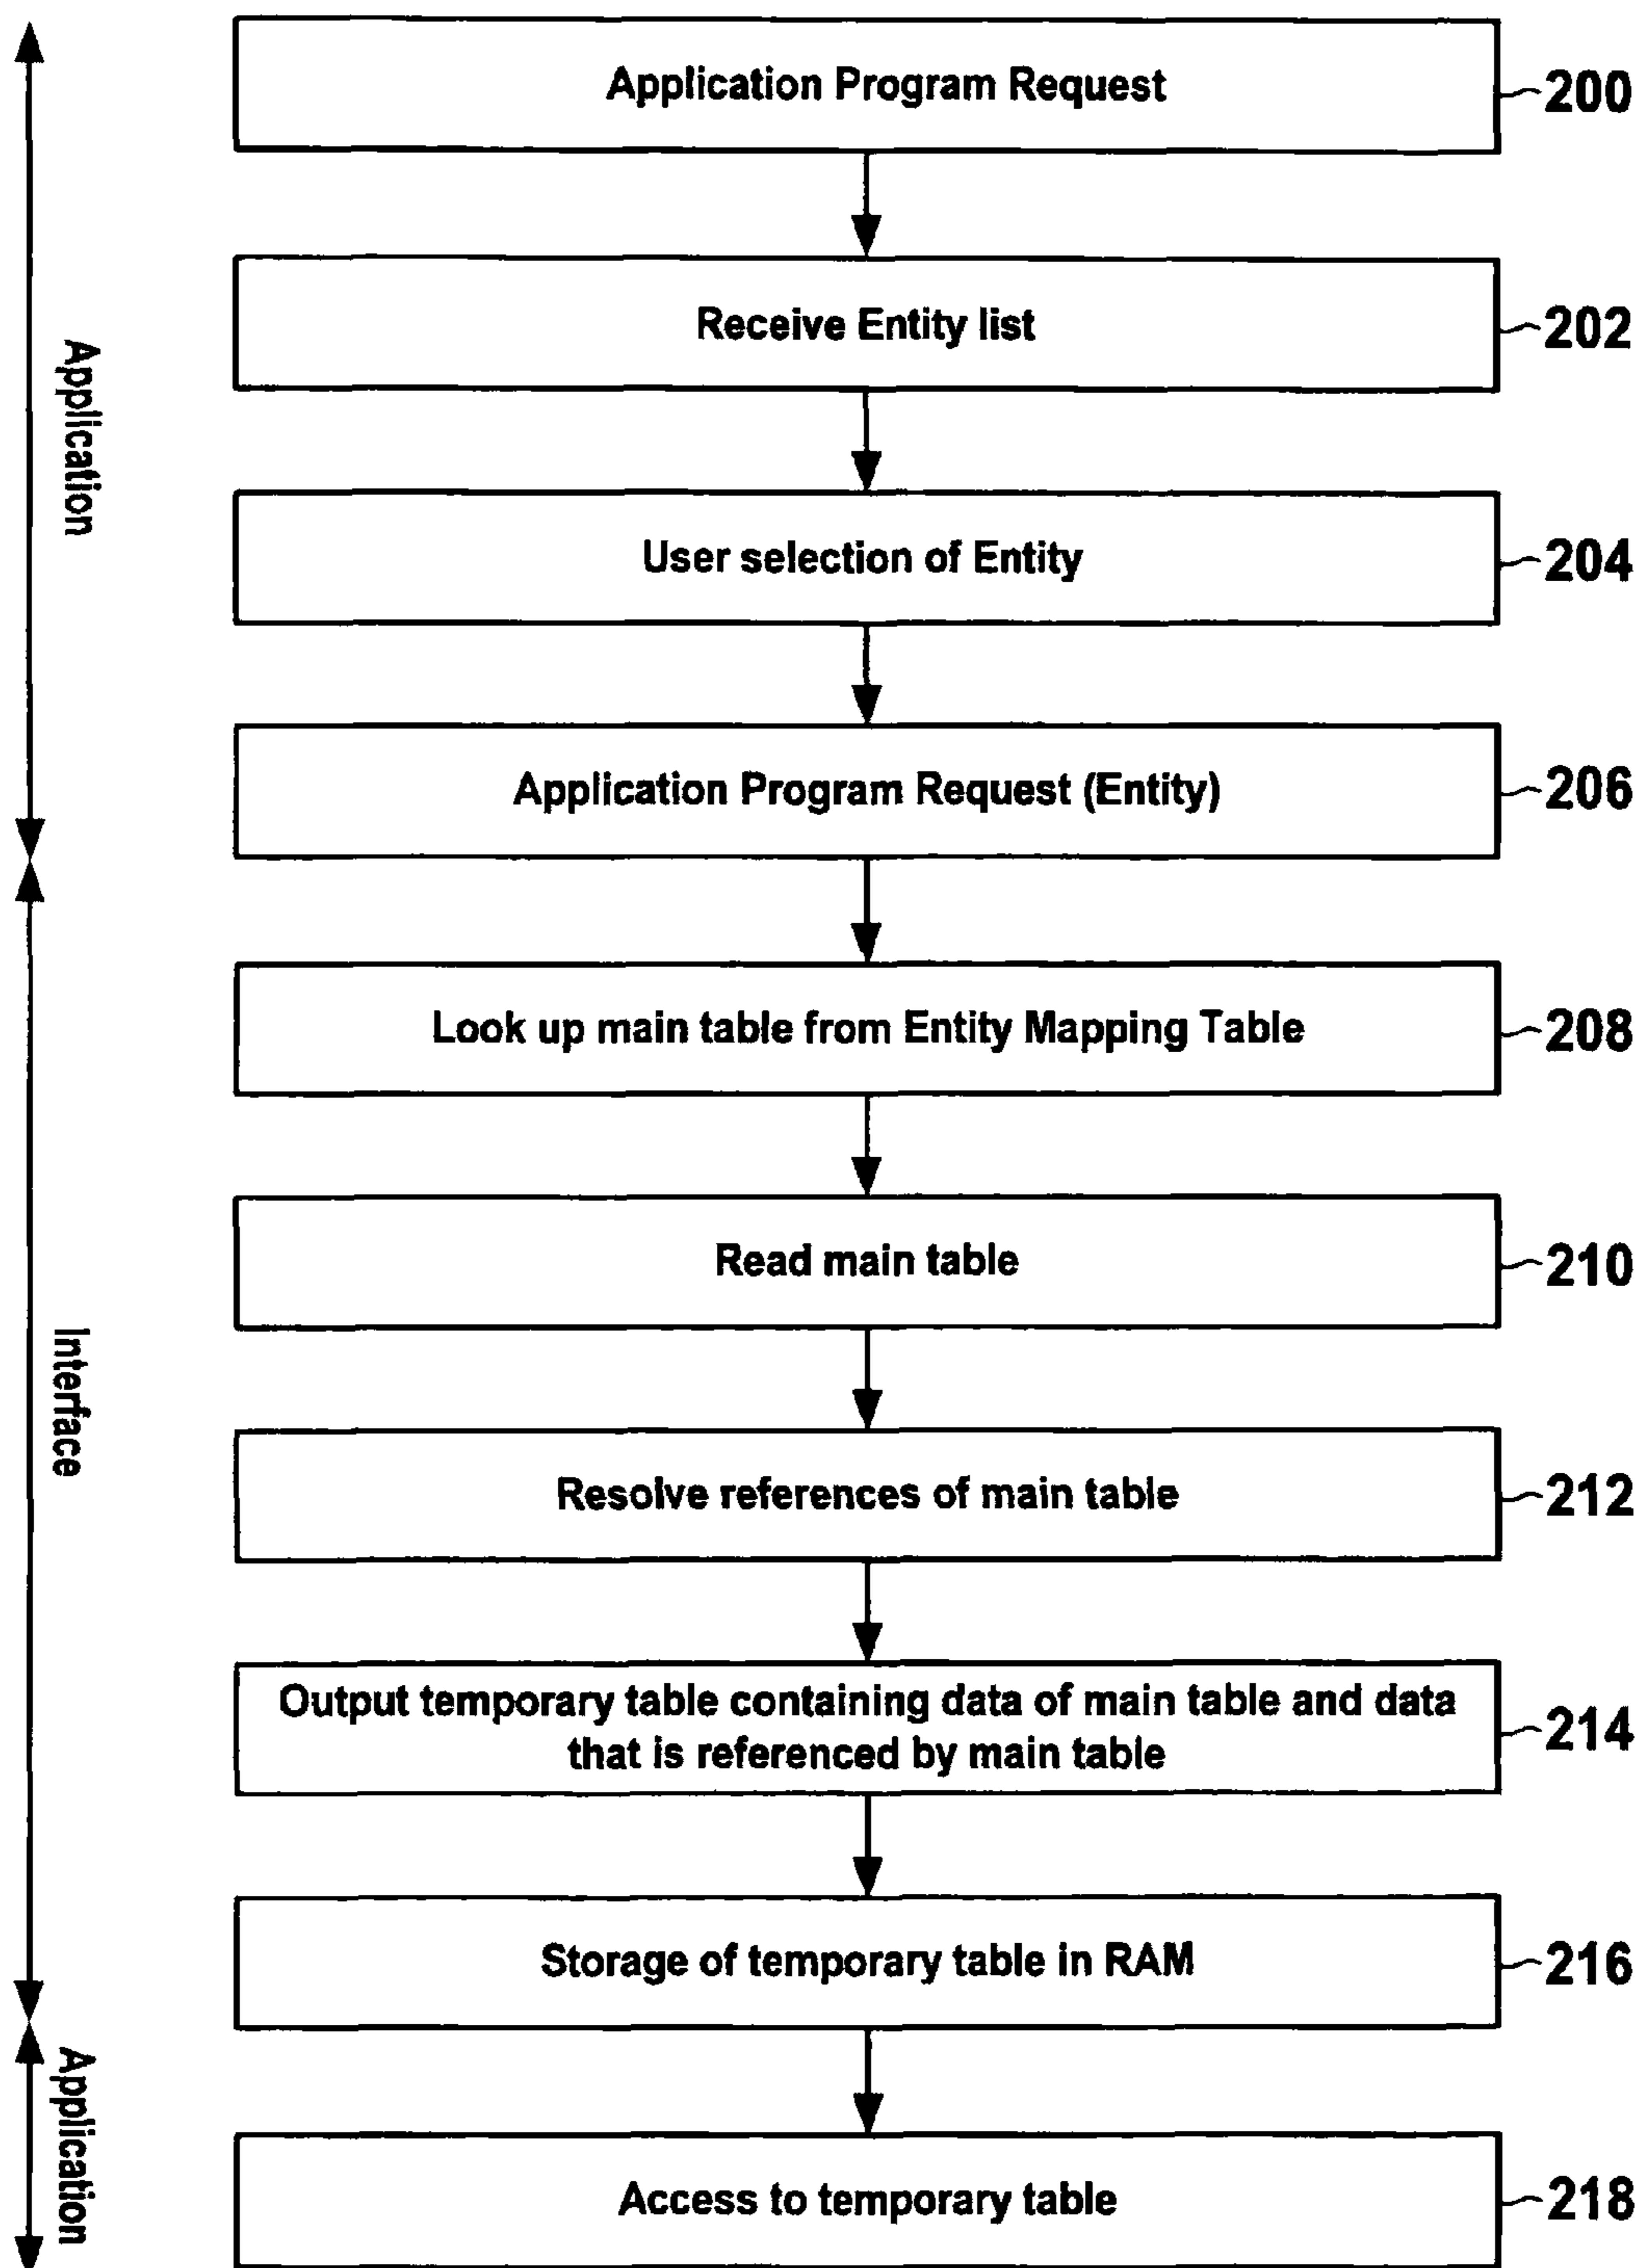 Application Program Request
200
Receive Entity list
202
User selection of Entity
204
Application
Application Program Request (Entity)
206
Look up main table from Entity Mapping Table
208
Read main table
210
Interface
Resolve references of main table
212
Output temporary table containing data of main table and data
that is referenced by main table
214
Storage of temporary table in RAM
216
Application
Access to temporary table
218